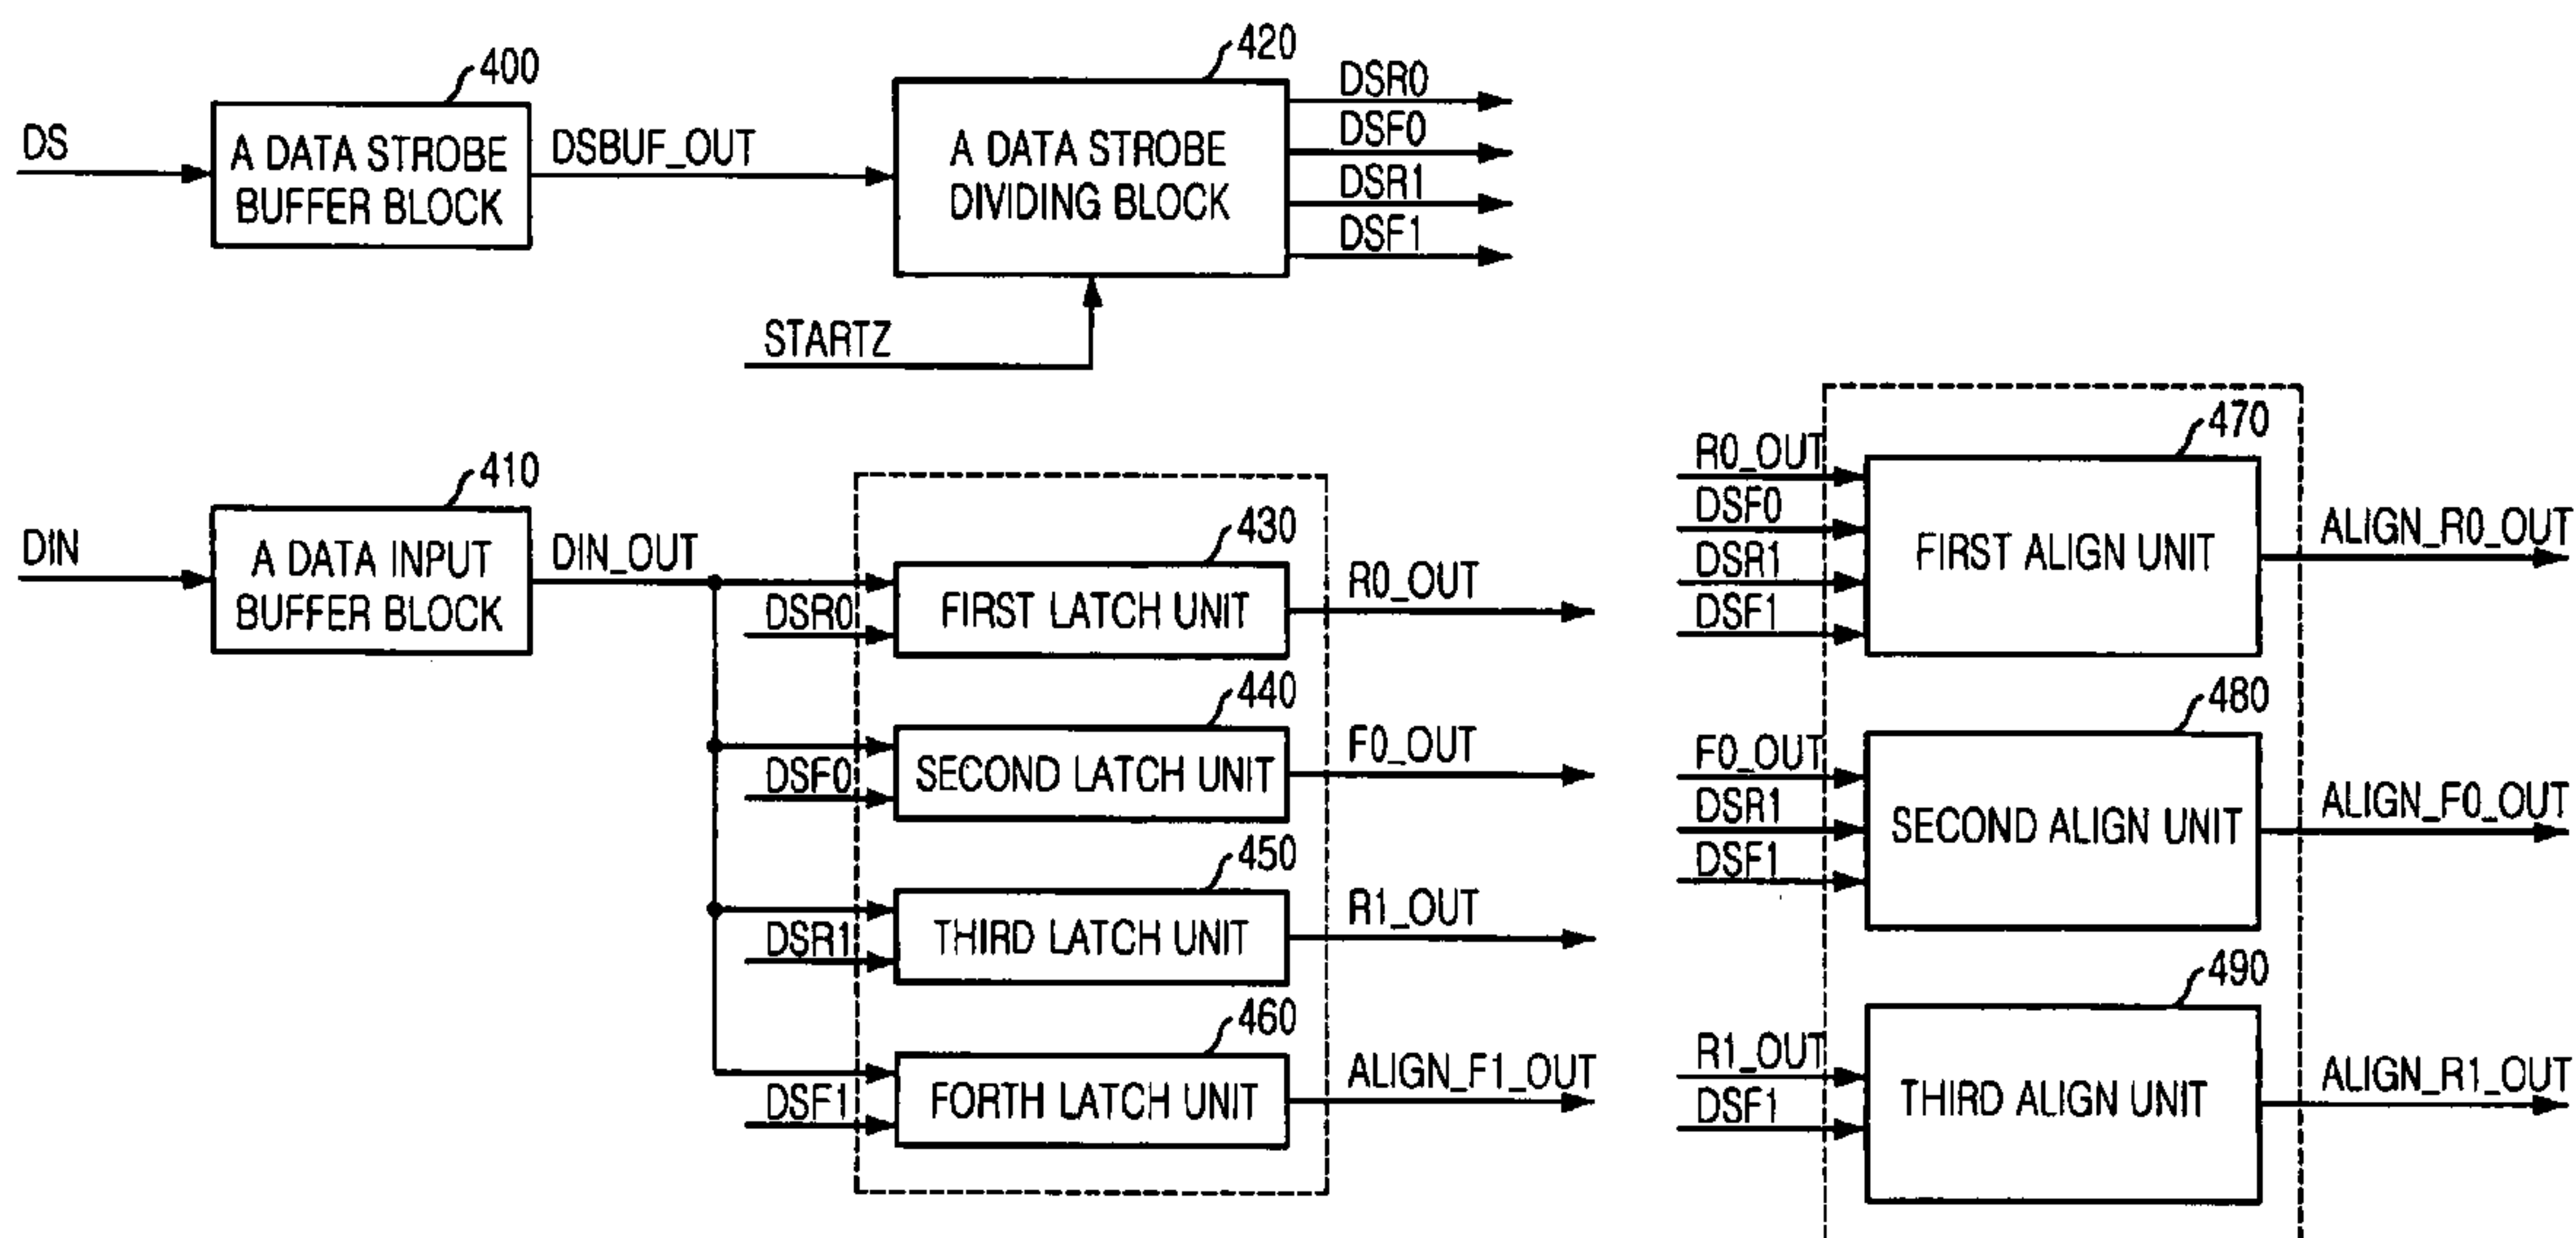 400
DS
A DATA STROBE
BUFFER BLOCK
DSBUF_OUT
420
A DATA STROBE
DIVIDING BLOCK
DSR0
DSF0
DSR1
DSF1
STARTZ
410
DIN
A DATA INPUT
BUFFER BLOCK
DIN_OUT
430
DSR0
FIRST LATCH UNIT
R0_OUT
440
DSF0
SECOND LATCH UNIT
F0_OUT
450
DSR1
THIRD LATCH UNIT
R1_OUT
460
DSF1
FORTH LATCH UNIT
ALIGN_F1_OUT
470
R0_OUT
DSF0
DSR1
DSF1
FIRST ALIGN UNIT
ALIGN_R0_OUT
480
F0_OUT
DSR1
DSF1
SECOND ALIGN UNIT
ALIGN_F0_OUT
490
R1_OUT
DSF1
THIRD ALIGN UNIT
ALIGN_R1_OUT